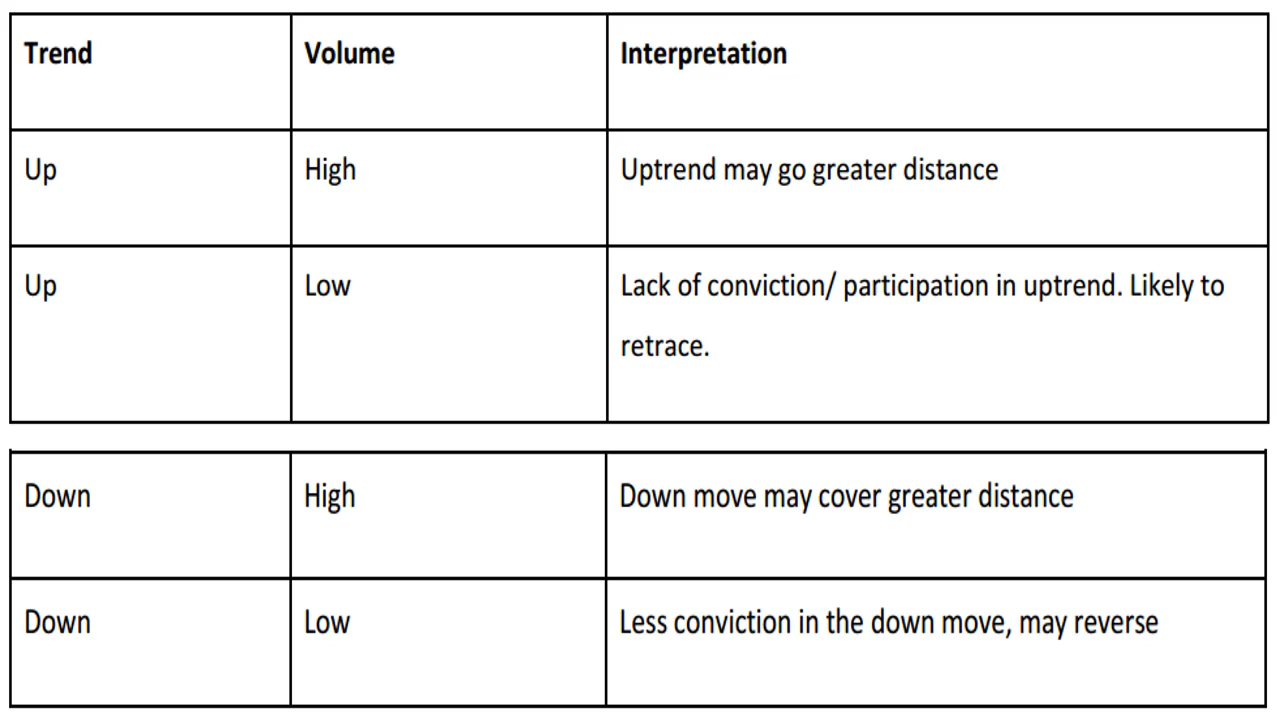 Trend Volume Interpretation
Up High Uptrend may go greater distance
Up Low Lack of conviction/ participation in uptrend. Likely to
retrace.
Down High Down move may cover greater distance
Down Low Less conviction in the down move, may reverse